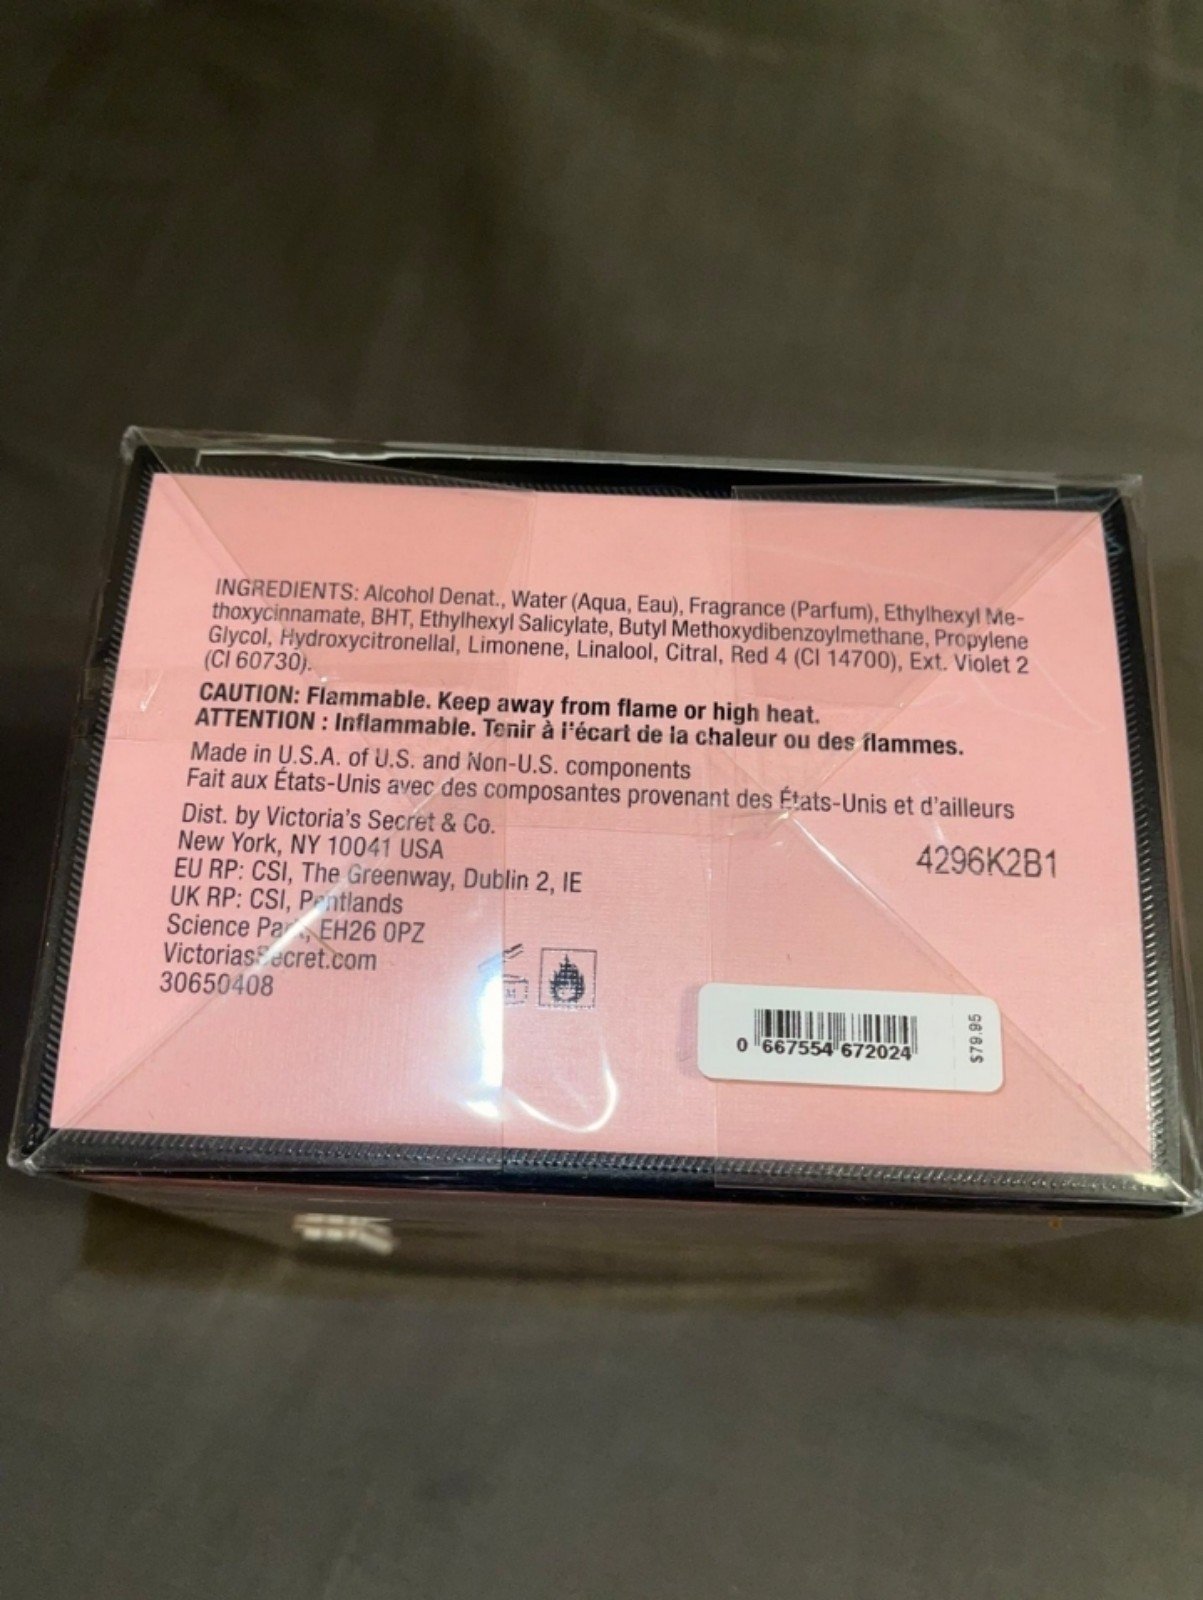 INGREDIENTS: Alcohol Denat., Water (Aqua, Eau), Fragrance (Parfum), Ethylhexyl Me-
thoxycinnamate, BHT, Ethylhexyl Salicylate, Butyl Methoxydibenzoylmethane, Propylene
Glycol, Hydroxycitronellal, Limonene, Linalool, Citral, Red 4 (CI 14700), Ext. Violet 2
(CI 60730).
CAUTION: Flammable. Keep away from flame or high heat.
ATTENTION : Inflammable. Tenir à l'écart de la chaleur ou des flammes.
Made in U.S.A. of U.S. and Non-U.S. components
Fait aux États-Unis avec des composantes provenant des États-Unis et d'ailleurs
Dist. by Victoria's Secret & Co.
New York, NY 10041 USA
EU RP: CSI, The Greenway, Dublin 2, IE
UK RP: CSI, Pentlands
Science Park, EH26 0PZ
VictoriasSecret.com
30650408
4296K2B1
0 667554 672024
$79.95